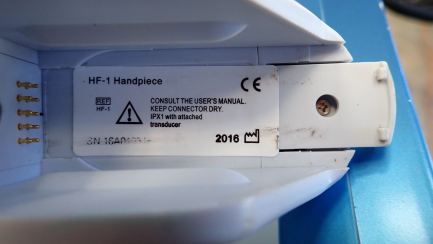 HF-1 Handpiece
CE
REF
HF-1
CONSULT THE USER'S MANUAL.
KEEP CONNECTOR DRY.
IPX1 with attached
transducer
SN
2016